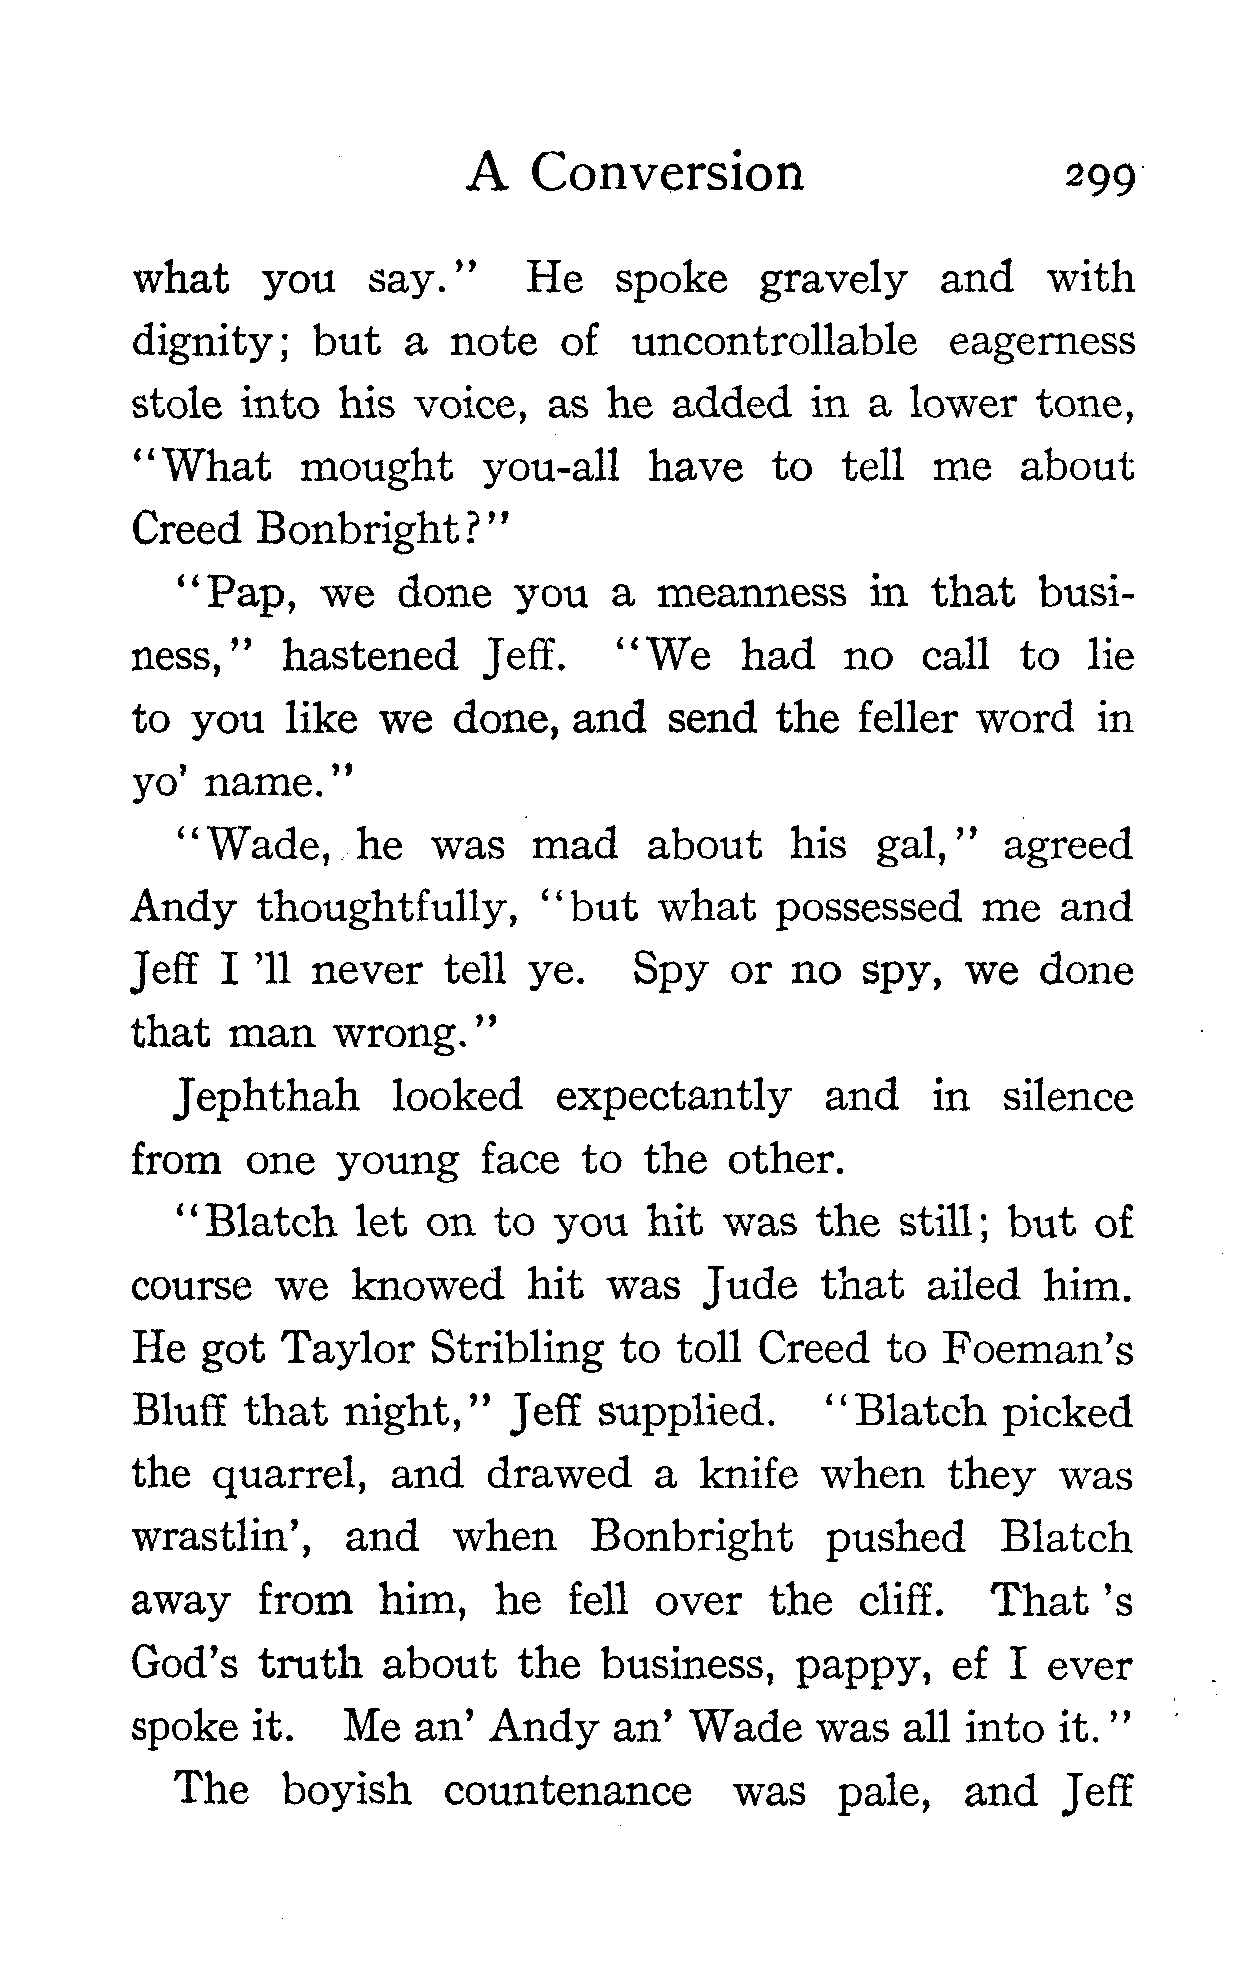 A Conversion 299
what you say." He spoke gravely and with
dignity; but a note of uncontrollable eagerness
stole into his voice, as he added in a lower tone,
"What mought you-all have to tell me about
Creed Bonbright?"
"Pap, we done you a meanness in that busi-
ness," hastened Jeff. "We had no call to lie
to you like we done, and send the feller word in
yo' name."
"Wade, he was mad about his gal," agreed
Andy thoughtfully, "but what possessed me and
Jeff I 'll never tell ye. Spy or no spy, we done
that man wrong."
Jephthah looked expectantly and in silence
from one young face to the other.
"Blatch let on to you hit was the still; but of
course we knowed hit was Jude that ailed him.
He got Taylor Stribling to toll Creed to Foeman's
Bluff that night," Jeff supplied. "Blatch picked
the quarrel, and drawed a knife when they was
wrastlin', and when Bonbright pushed Blatch
away from him, he fell over the cliff. That 's
God's truth about the business, pappy, ef I ever
spoke it. Me an' Andy an' Wade was all into it."
The boyish countenance was pale, and Jeff